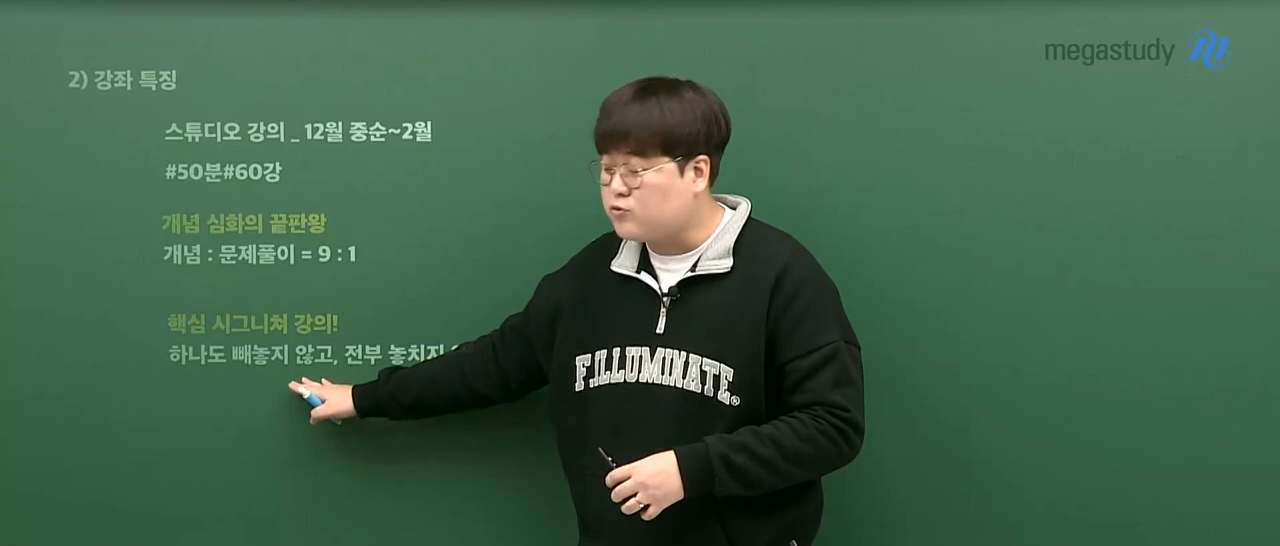 megastudy
2) 강좌 특징
스튜디오 강의 _ 12월 중순~2월
#50분#60강
개념 심화의 끝판왕
개념 : 문제풀이 = 9 : 1
핵심 시그니쳐 강의!
하나도 빼놓지 않고, 전부 놓치지
F.ILLUMINATE®